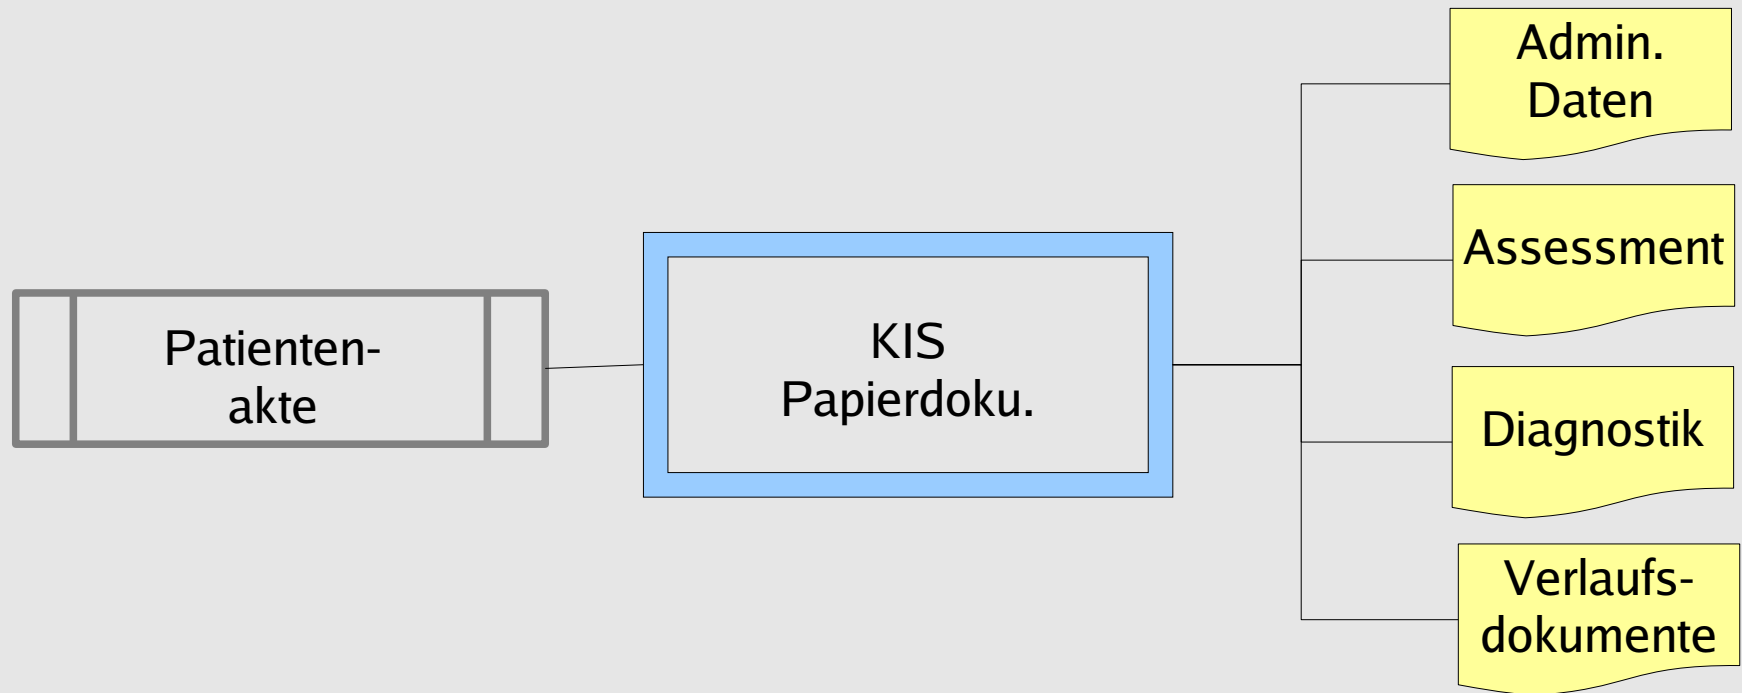 Patienten-
akte
KIS
Papierdoku.
Admin.
Daten
Assessment
Diagnostik
Verlaufs-
dokumente